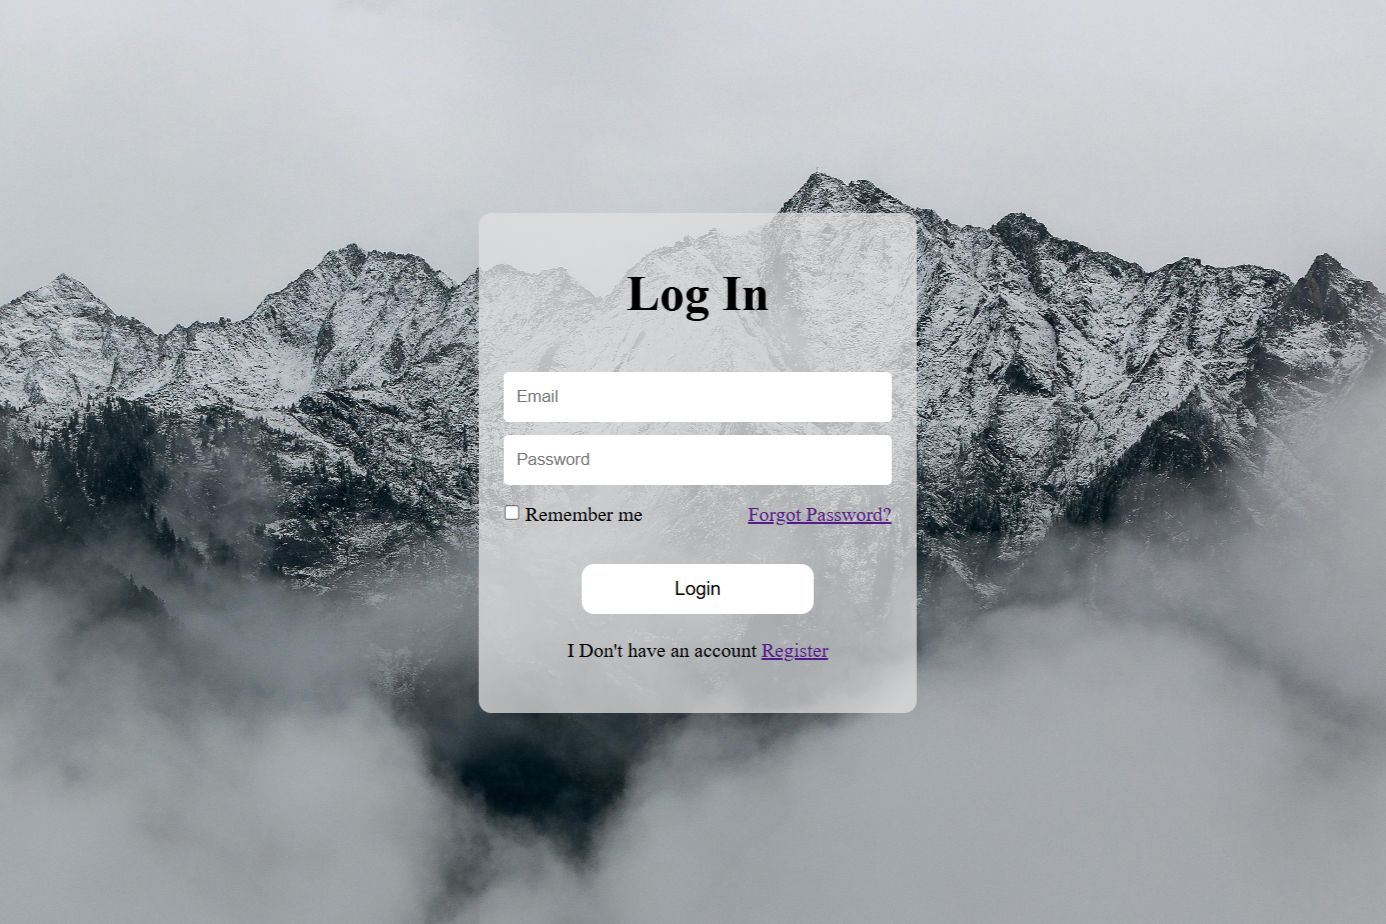 Log In
Email
Password
Remember me Forgot Password?
Login
I Don't have an account Register